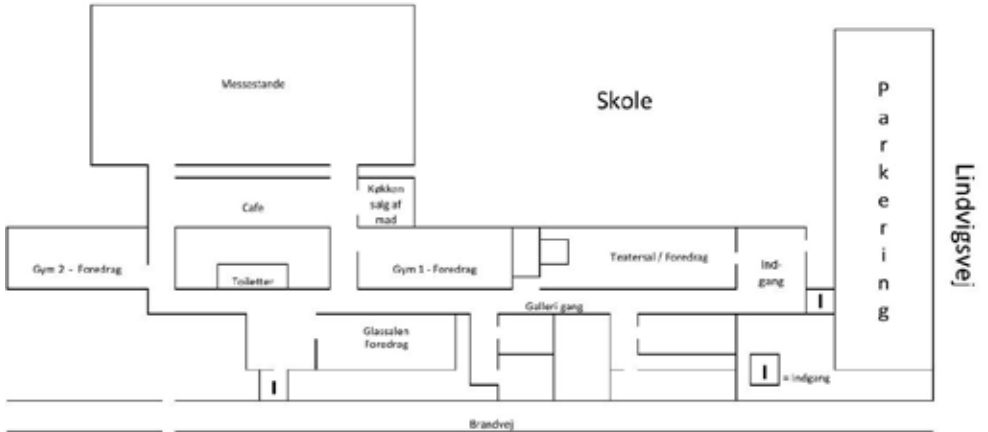 Messestande
Skole
Parkering
Lindvigsvej
Køkken
salg af
mad
Cafe
Gym 2 - Foredrag
Toiletter
Gym 1 - Foredrag
Teatersal / Foredrag
Ind-
gang
Galleri gang
I
Glassalen
Foredrag
I
I = Indgang
Brandvej